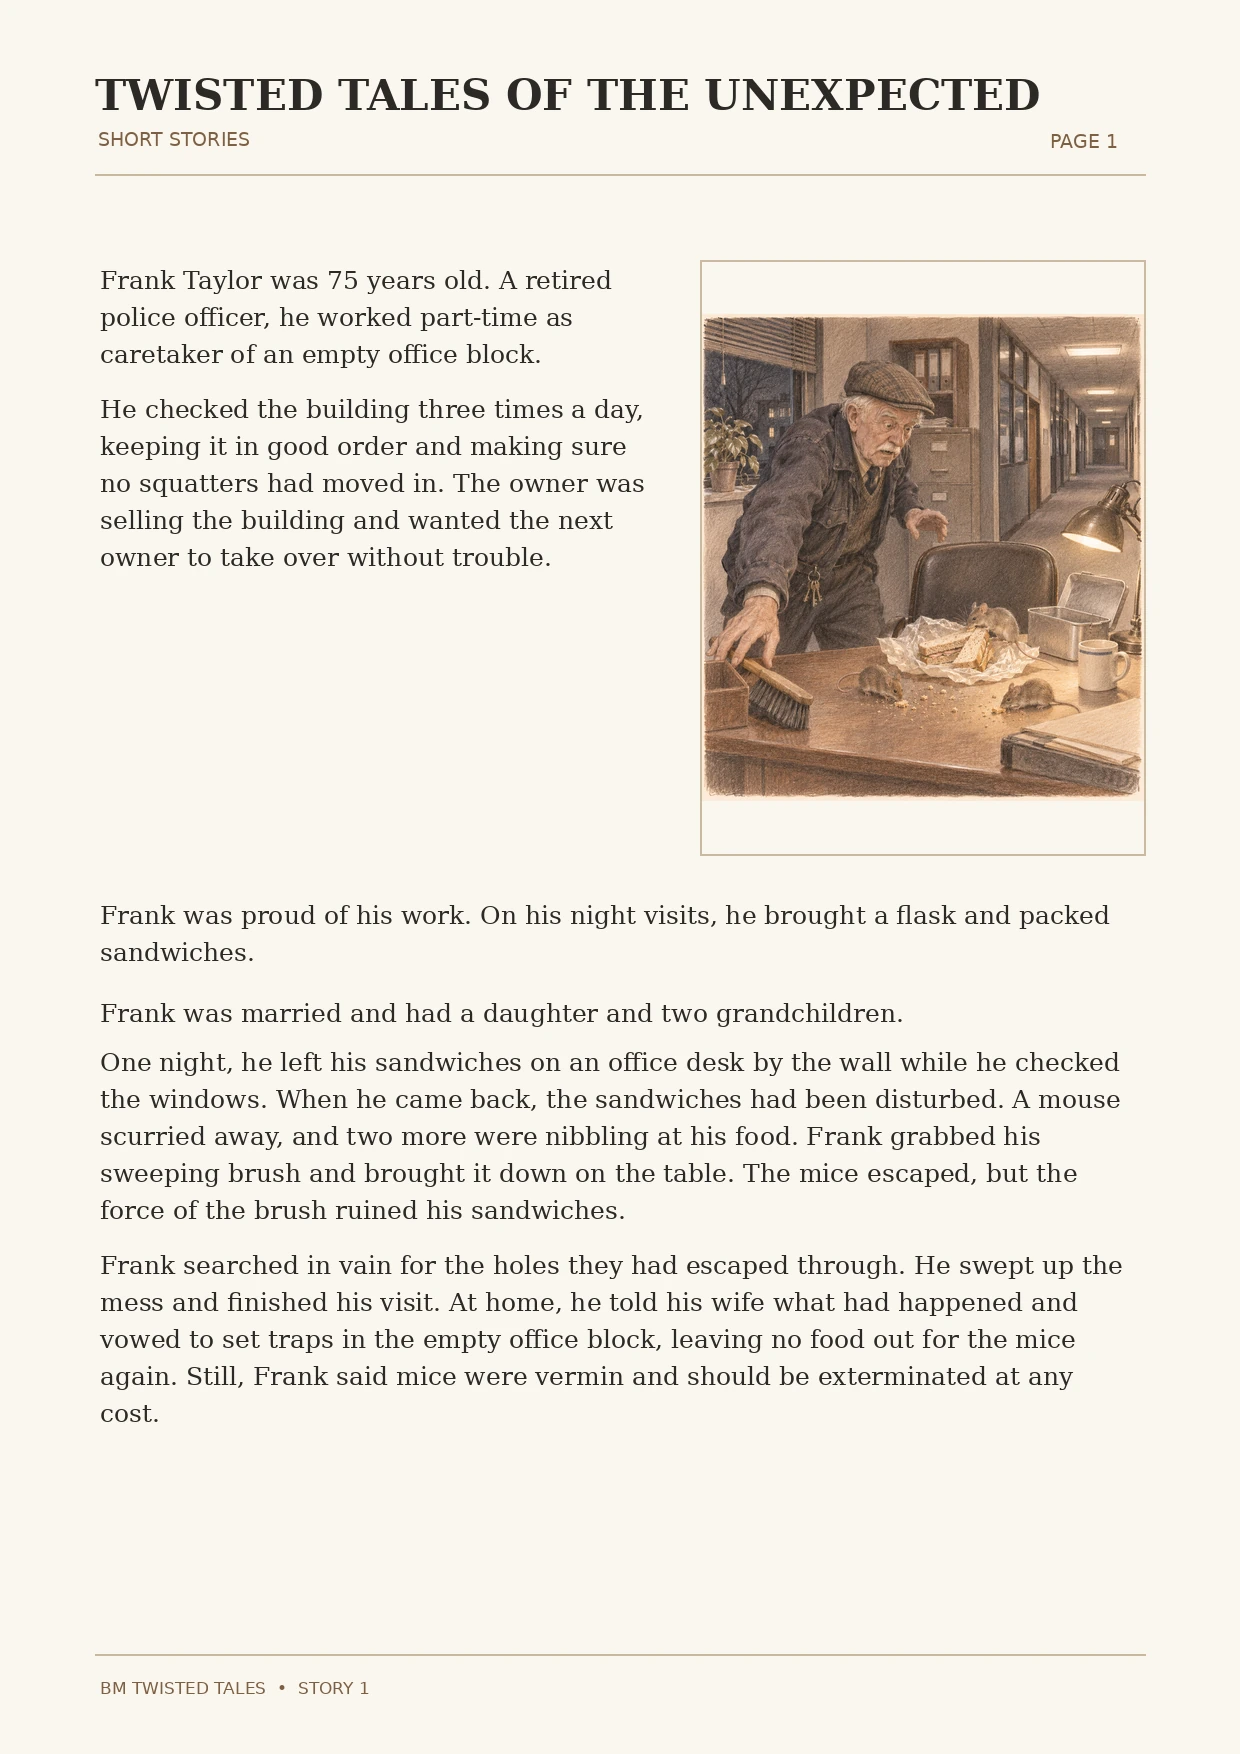 TWISTED TALES OF THE UNEXPECTED
SHORT STORIES
PAGE 1
Frank Taylor was 75 years old. A retired
police officer, he worked part-time as
caretaker of an empty office block.
He checked the building three times a day,
keeping it in good order and making sure
no squatters had moved in. The owner was
selling the building and wanted the next
owner to take over without trouble.
Frank was proud of his work. On his night visits, he brought a flask and packed
sandwiches.
Frank was married and had a daughter and two grandchildren.
One night, he left his sandwiches on an office desk by the wall while he checked
the windows. When he came back, the sandwiches had been disturbed. A mouse
scurried away, and two more were nibbling at his food. Frank grabbed his
sweeping brush and brought it down on the table. The mice escaped, but the
force of the brush ruined his sandwiches.
Frank searched in vain for the holes they had escaped through. He swept up the
mess and finished his visit. At home, he told his wife what had happened and
vowed to set traps in the empty office block, leaving no food out for the mice
again. Still, Frank said mice were vermin and should be exterminated at any
cost.
BM TWISTED TALES • STORY 1